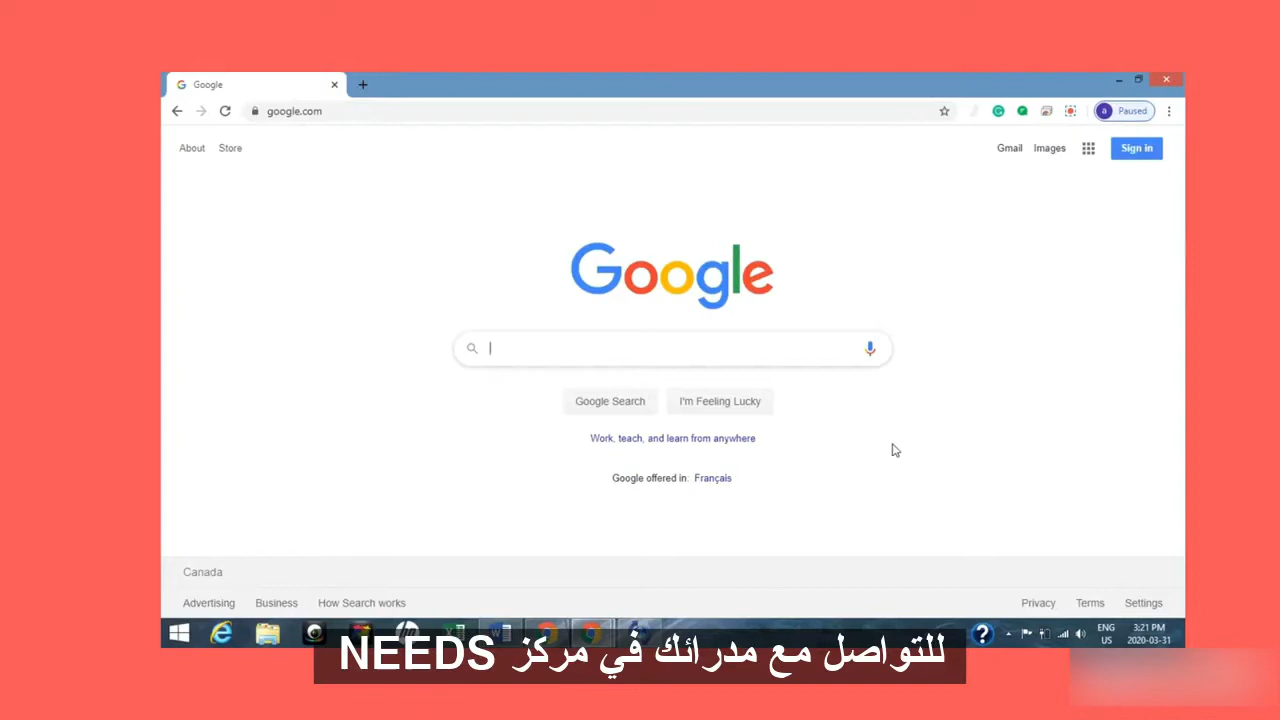 Google
google.com
Paused
About Store
Gmail Images
Sign in
Google
Google Search I'm Feeling Lucky
Work, teach, and learn from anywhere
Google offered in: Français
Canada
Advertising Business How Search works
Privacy Terms Settings
ENG 3:21 PM
US 2020-03-31
للتواصل مع مدرائك في مركز NEEDS